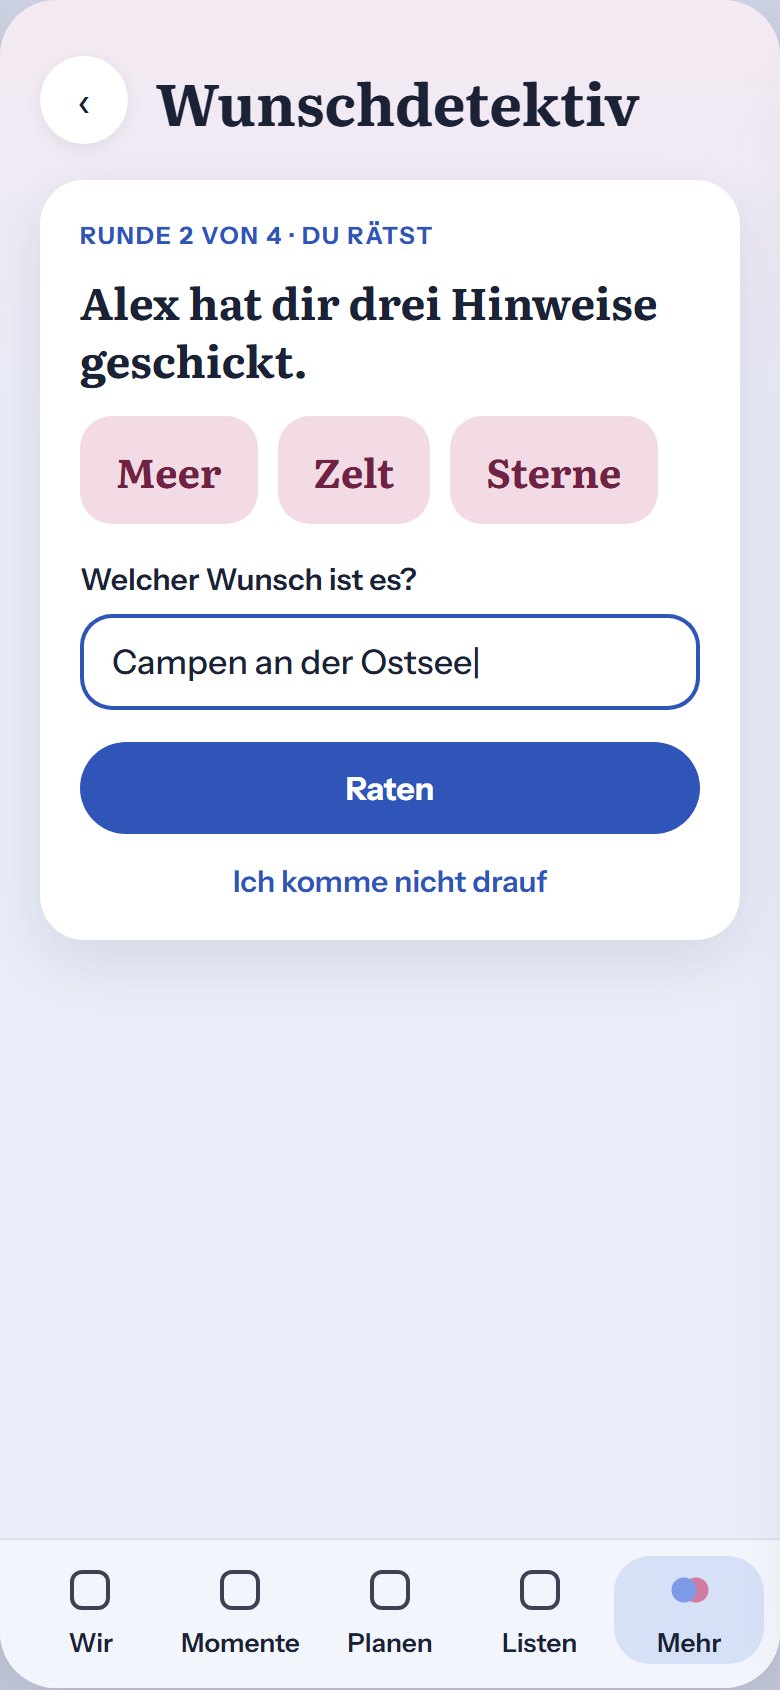 ‹ Wunschdetektiv
RUNDE 2 VON 4 · DU RÄTST
Alex hat dir drei Hinweise
geschickt.
Meer Zelt Sterne
Welcher Wunsch ist es?
Campen an der Ostsee
Raten
Ich komme nicht drauf
Wir Momente Planen Listen Mehr